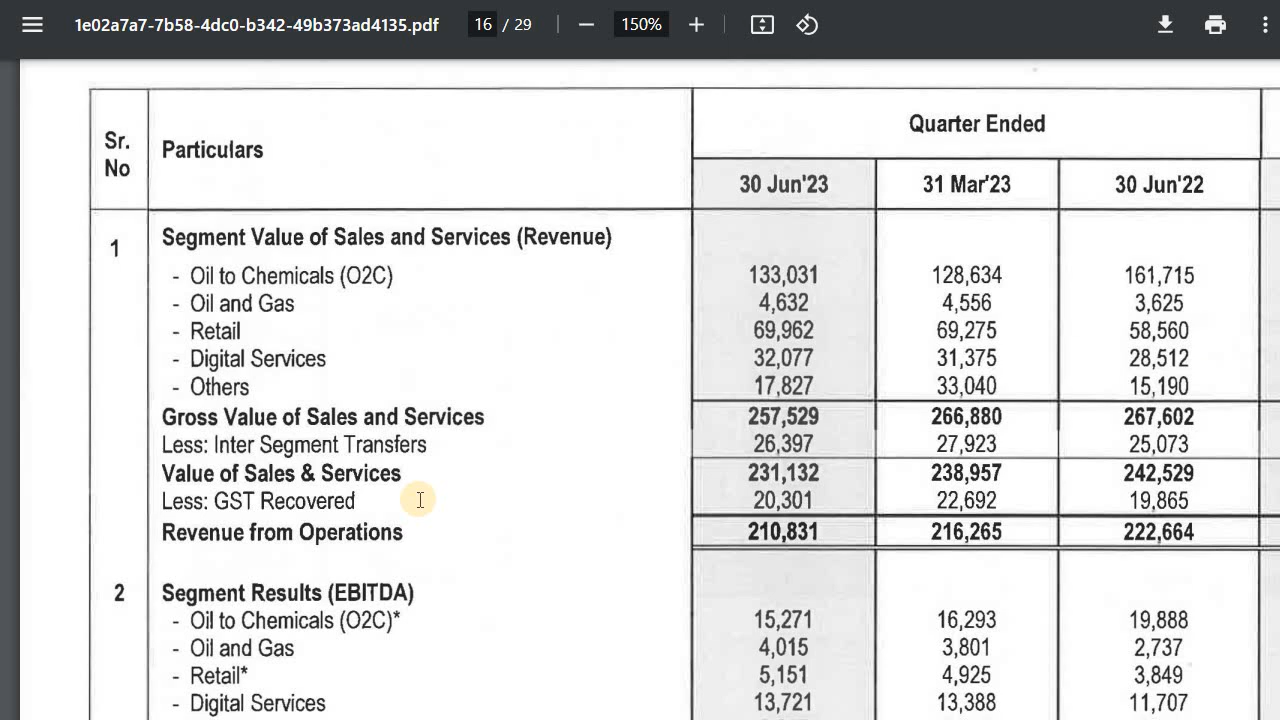 1e02a7a7-7b58-4dc0-b342-49b373ad4135.pdf 16 / 29 150%
Quarter Ended
Sr. No Particulars
30 Jun'23 31 Mar'23 30 Jun'22
1 Segment Value of Sales and Services (Revenue)
- Oil to Chemicals (O2C) 133,031 128,634 161,715
- Oil and Gas 4,632 4,556 3,625
- Retail 69,962 69,275 58,560
- Digital Services 32,077 31,375 28,512
- Others 17,827 33,040 15,190
Gross Value of Sales and Services 257,529 266,880 267,602
Less: Inter Segment Transfers 26,397 27,923 25,073
Value of Sales & Services 231,132 238,957 242,529
Less: GST Recovered 20,301 22,692 19,865
Revenue from Operations 210,831 216,265 222,664
2 Segment Results (EBITDA)
- Oil to Chemicals (O2C)* 15,271 16,293 19,888
- Oil and Gas 4,015 3,801 2,737
- Retail* 5,151 4,925 3,849
- Digital Services 13,721 13,388 11,707